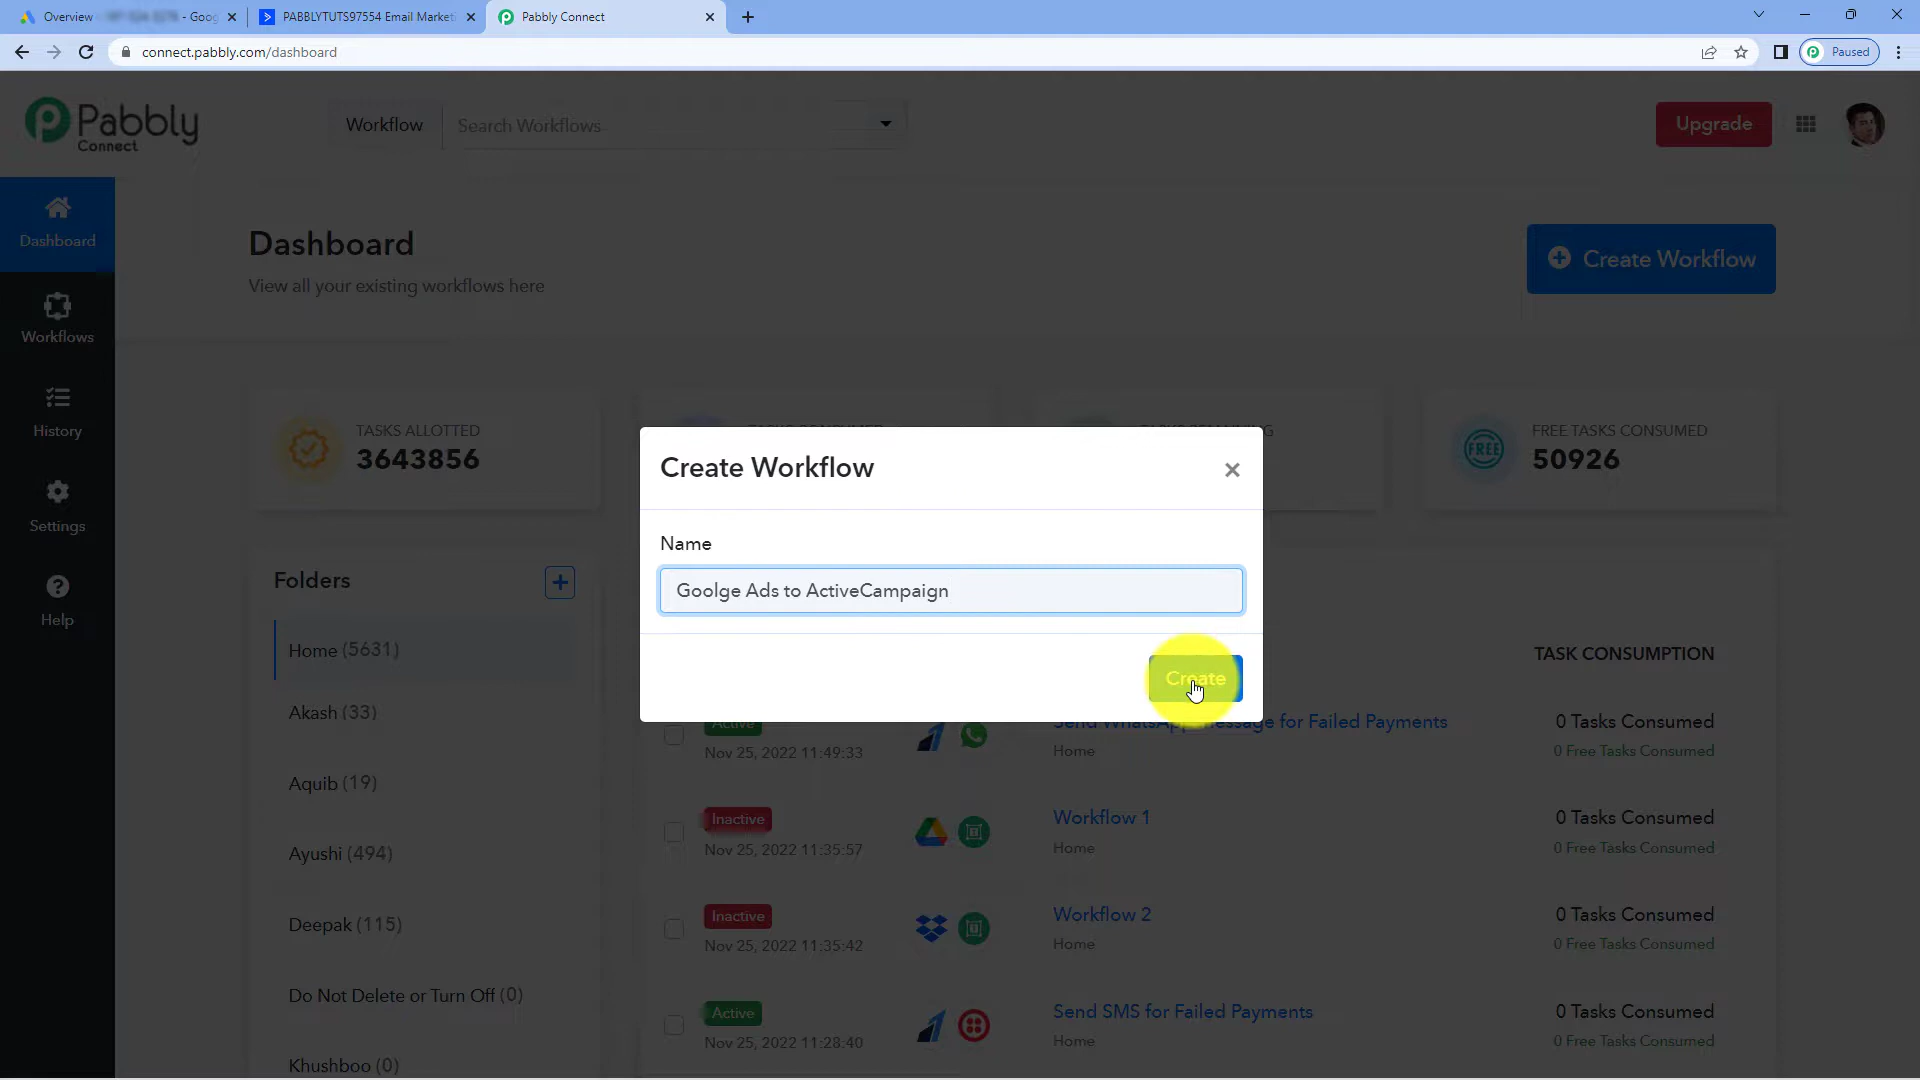 Overview - Goog
PABBLYTUTS97554 Email Market
Pabbly Connect
connect.pabbly.com/dashboard
Paused
Pabbly
Connect
Workflow
Search Workflows
Upgrade
Dashboard
Workflows
History
Settings
Help
Dashboard
View all your existing workflows here
Create Workflow
TASKS ALLOTTED
3643856
FREE
FREE TASKS CONSUMED
50926
Create Workflow
Name
Goolge Ads to ActiveCampaign
Create
Folders
Home (5631)
Akash (33)
Aquib (19)
Ayushi (494)
Deepak (115)
Do Not Delete or Turn Off (0)
Khushboo (0)
TASK CONSUMPTION
Active
Nov 25, 2022 11:49:33
Send WhatsApp Message for Failed Payments
Home
0 Tasks Consumed
0 Free Tasks Consumed
Inactive
Nov 25, 2022 11:35:57
Workflow 1
Home
0 Tasks Consumed
0 Free Tasks Consumed
Inactive
Nov 25, 2022 11:35:42
Workflow 2
Home
0 Tasks Consumed
0 Free Tasks Consumed
Active
Nov 25, 2022 11:28:40
Send SMS for Failed Payments
Home
0 Tasks Consumed
0 Free Tasks Consumed